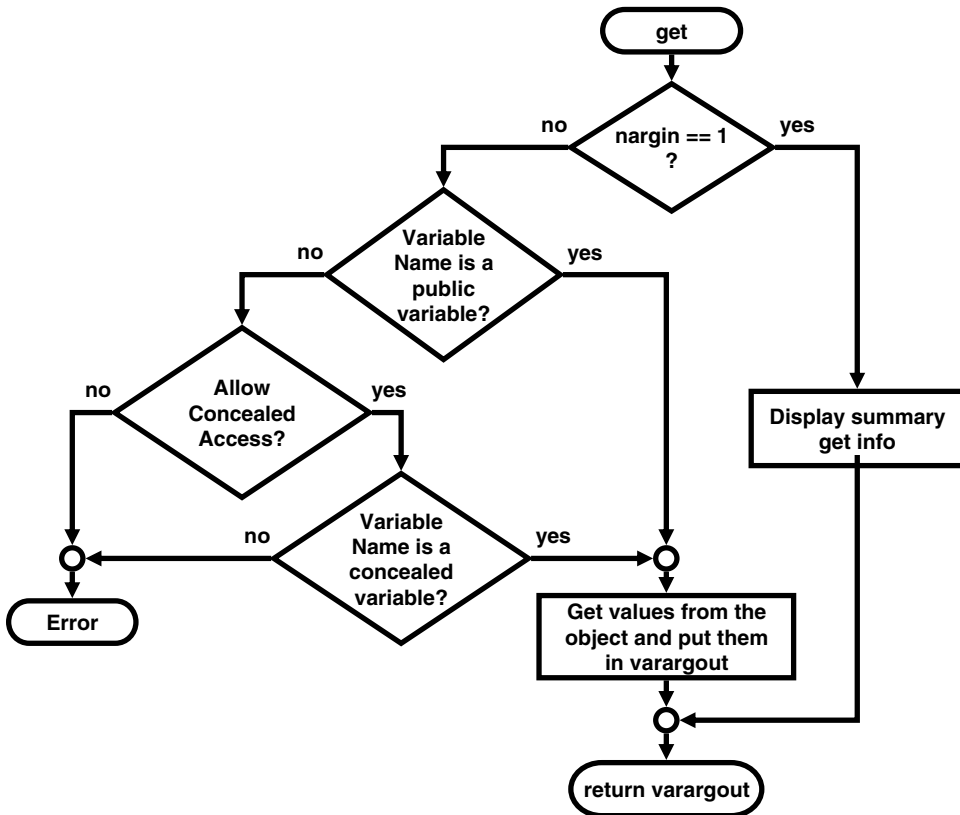 get
no
nargin == 1
?
yes
no
Variable
Name is a
public
variable?
yes
no
Allow
Concealed
Access?
yes
Display summary
get info
no
Variable
Name is a
concealed
variable?
yes
Error
Get values from the
object and put them
in varargout
return varargout